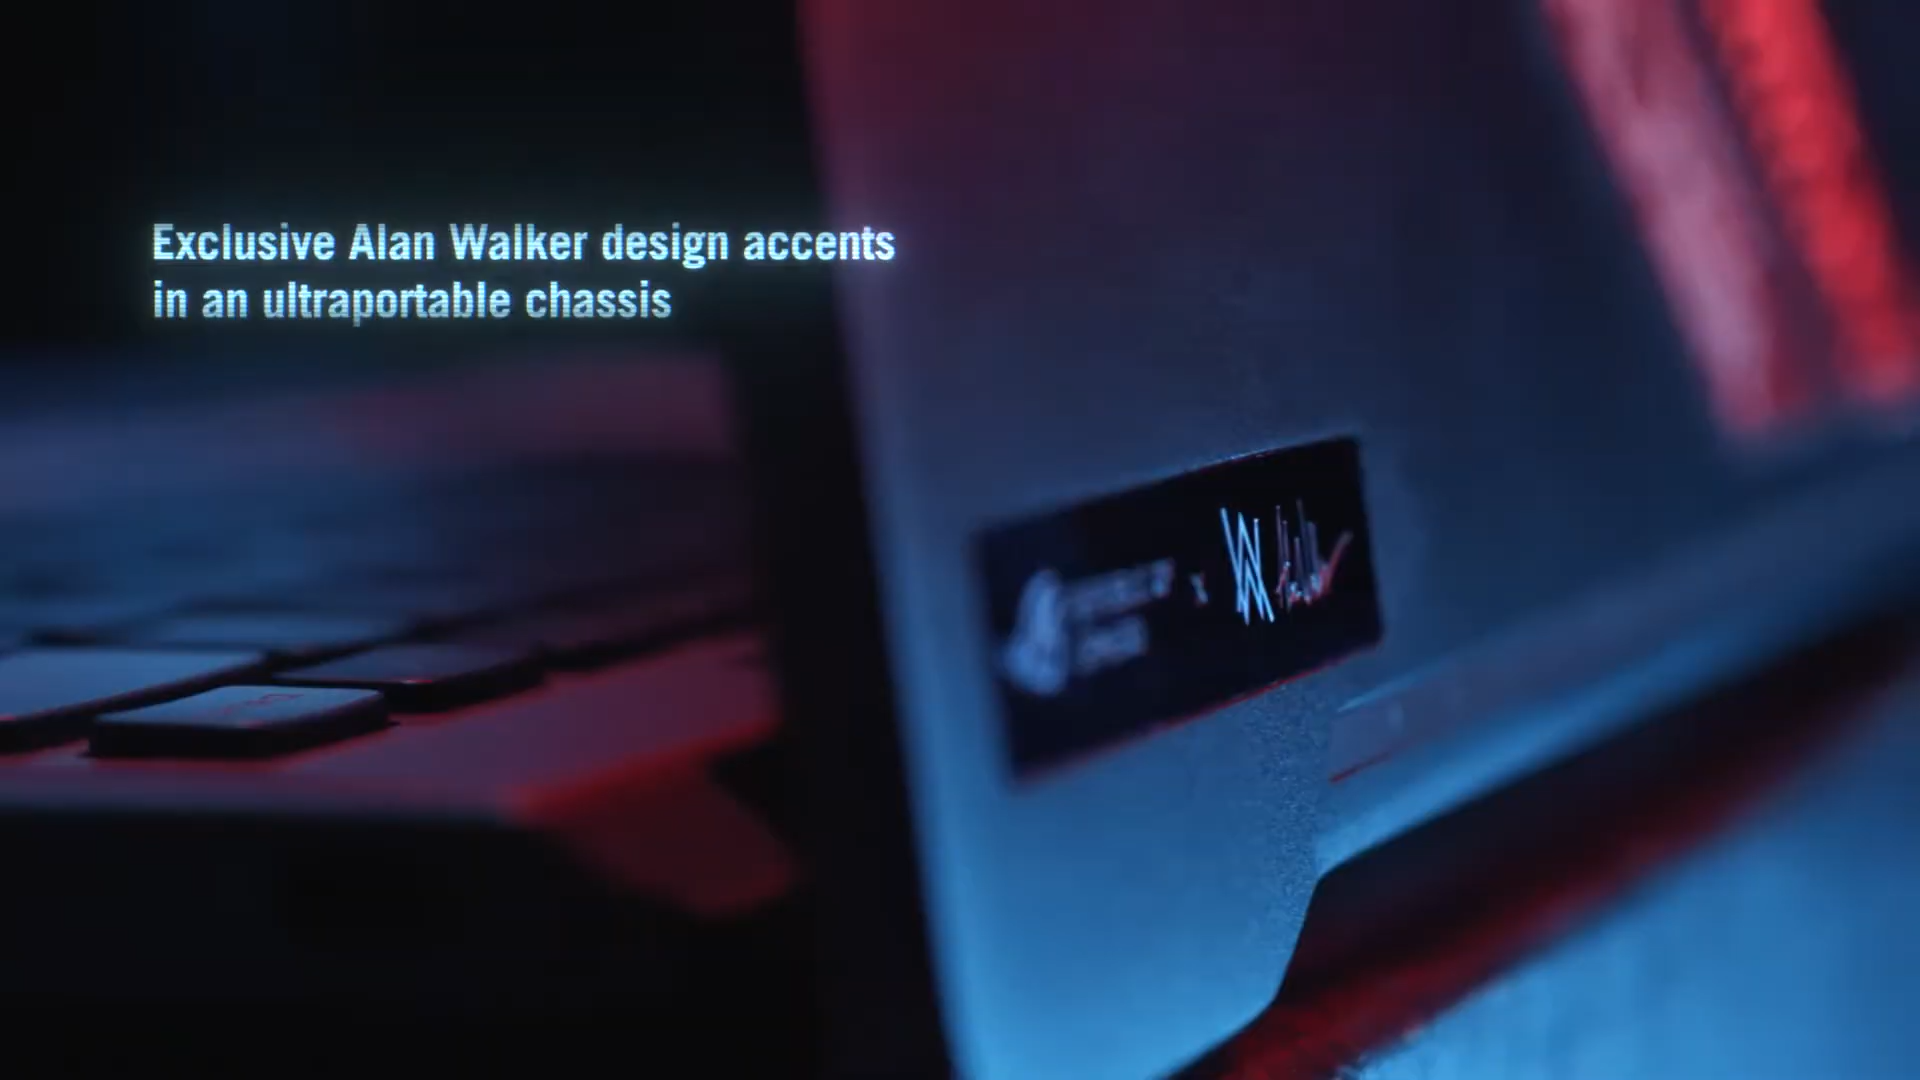 Exclusive Alan Walker design accents
in an ultraportable chassis